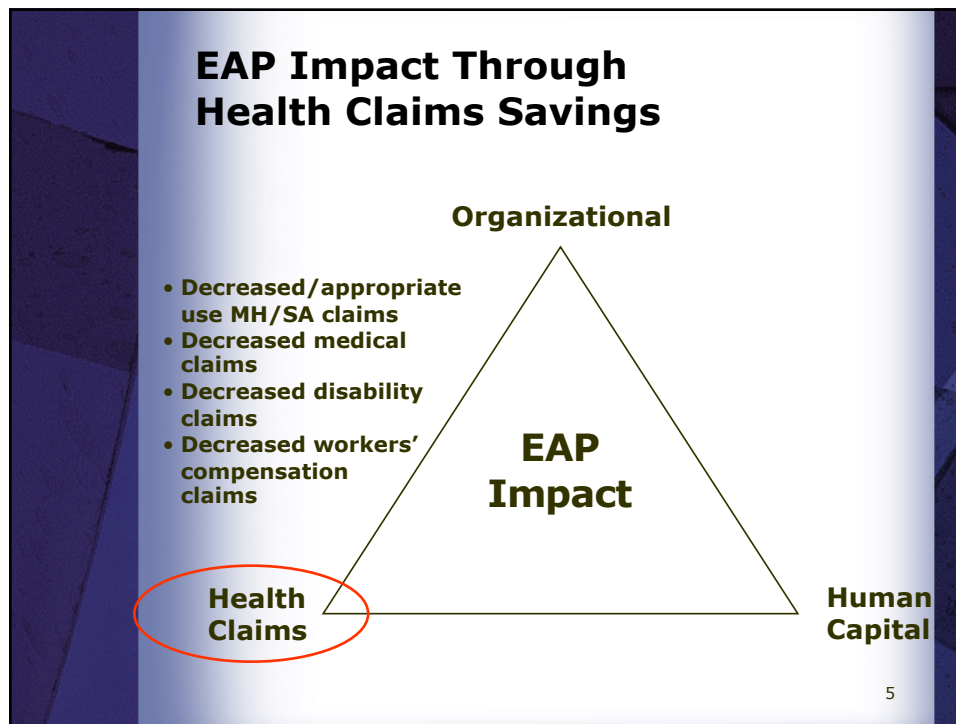 EAP Impact Through
Health Claims Savings
Organizational
• Decreased/appropriate
use MH/SA claims
• Decreased medical
claims
• Decreased disability
claims
• Decreased workers’
compensation
claims
EAP
Impact
Health
Claims
Human
Capital
5